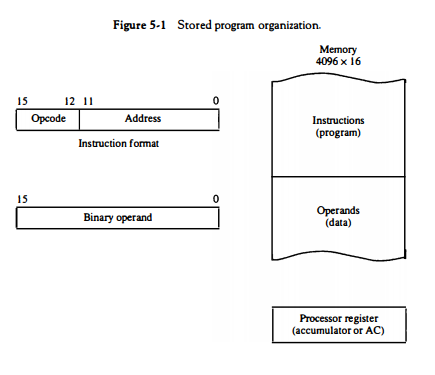 Figure 5-1 Stored program organization.
Memory
4096 × 16
15 12 11 0
Opcode Address
Instruction format
Instructions
(program)
15 0
Binary operand
Operands
(data)
Processor register
(accumulator or AC)